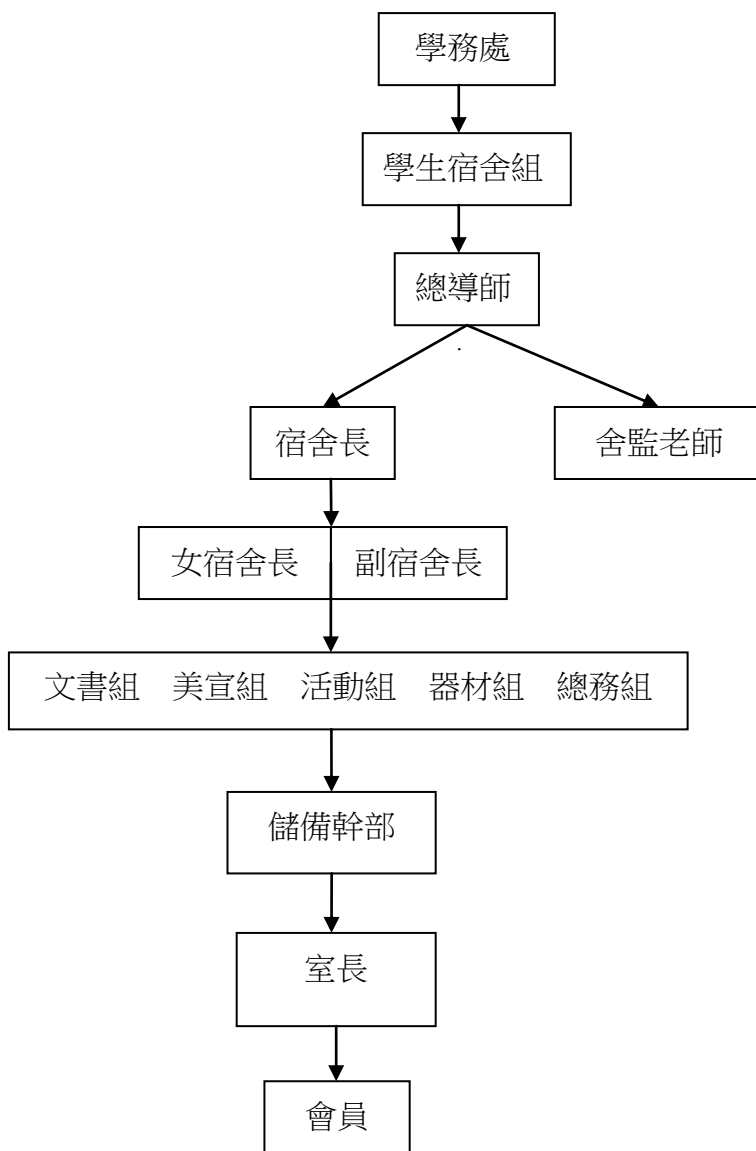 學務處
學生宿舍組
總導師
宿舍長 舍監老師
女宿舍長 副宿舍長
文書組 美宣組 活動組 器材組 總務組
儲備幹部
室長
會員